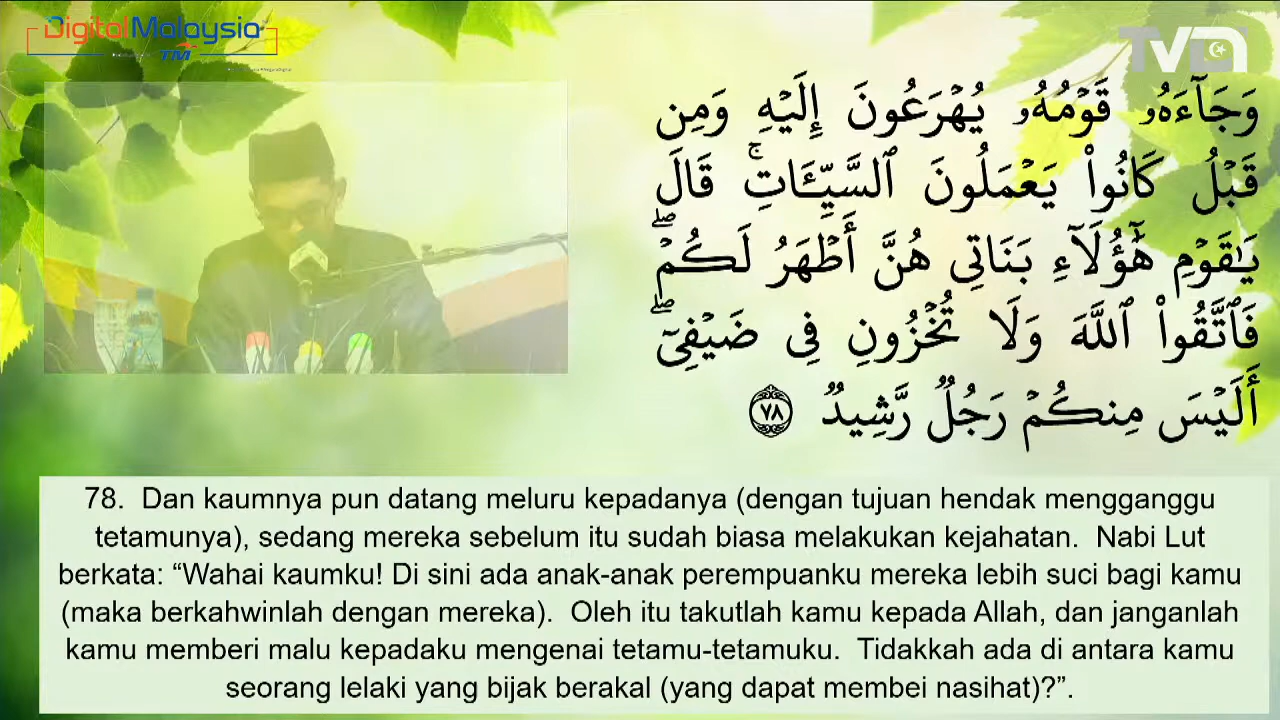 DigitalMalaysia
TM
وَجَآءَهُۥ قَوْمُهُۥ يُهْرَعُونَ إِلَيْهِ وَمِن
قَبْلُ كَانُوا۟ يَعْمَلُونَ ٱلسَّيِّـَٔاتِ ۚ قَالَ
يَـٰقَوْمِ هَـٰٓؤُلَآءِ بَنَاتِى هُنَّ أَطْهَرُ لَكُمْ ۖ
فَٱتَّقُوا۟ ٱللَّهَ وَلَا تُخْزُونِ فِى ضَيْفِىٓ ۖ
أَلَيْسَ مِنكُمْ رَجُلٌ رَّشِيدٌ ٧٨
78. Dan kaumnya pun datang meluru kepadanya (dengan tujuan hendak mengganggu
tetamunya), sedang mereka sebelum itu sudah biasa melakukan kejahatan. Nabi Lut
berkata: “Wahai kaumku! Di sini ada anak-anak perempuanku mereka lebih suci bagi kamu
(maka berkahwinlah dengan mereka). Oleh itu takutlah kamu kepada Allah, dan janganlah
kamu memberi malu kepadaku mengenai tetamu-tetamuku. Tidakkah ada di antara kamu
seorang lelaki yang bijak berakal (yang dapat membei nasihat)?”.